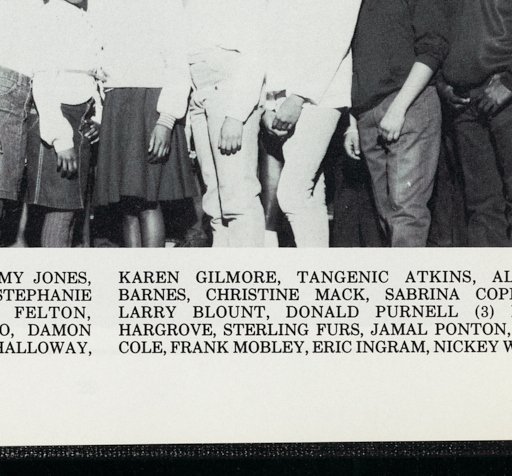 MY JONES,
STEPHANIE
FELTON,
DAMON
HALLOWAY,
KAREN GILMORE, TANGENIC ATKINS,
BARNES, CHRISTINE MACK, SABRINA
LARRY BLOUNT, DONALD PURNELL (3)
HARGROVE, STERLING FURS, JAMAL PONTON,
COLE, FRANK MOBLEY, ERIC INGRAM, NICKEY